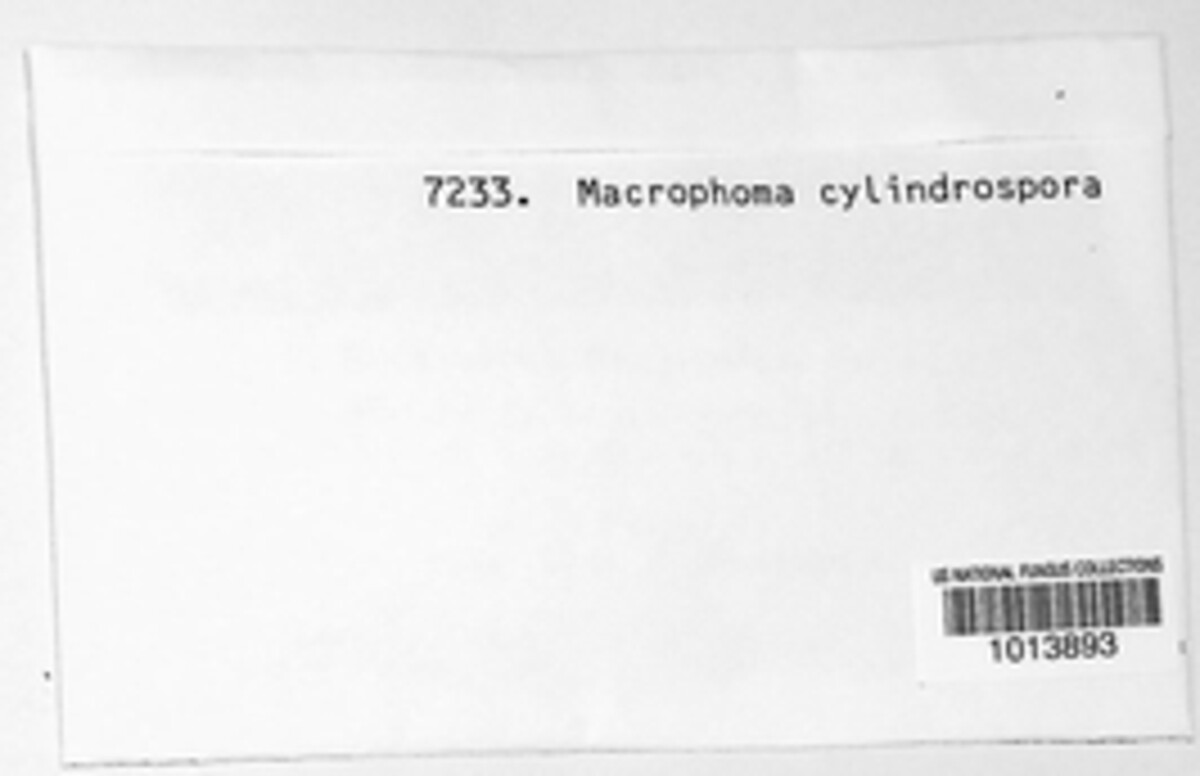 7233. Macrophoma cylindrospora
US NATIONAL FUNGUS COLLECTIONS
1013893